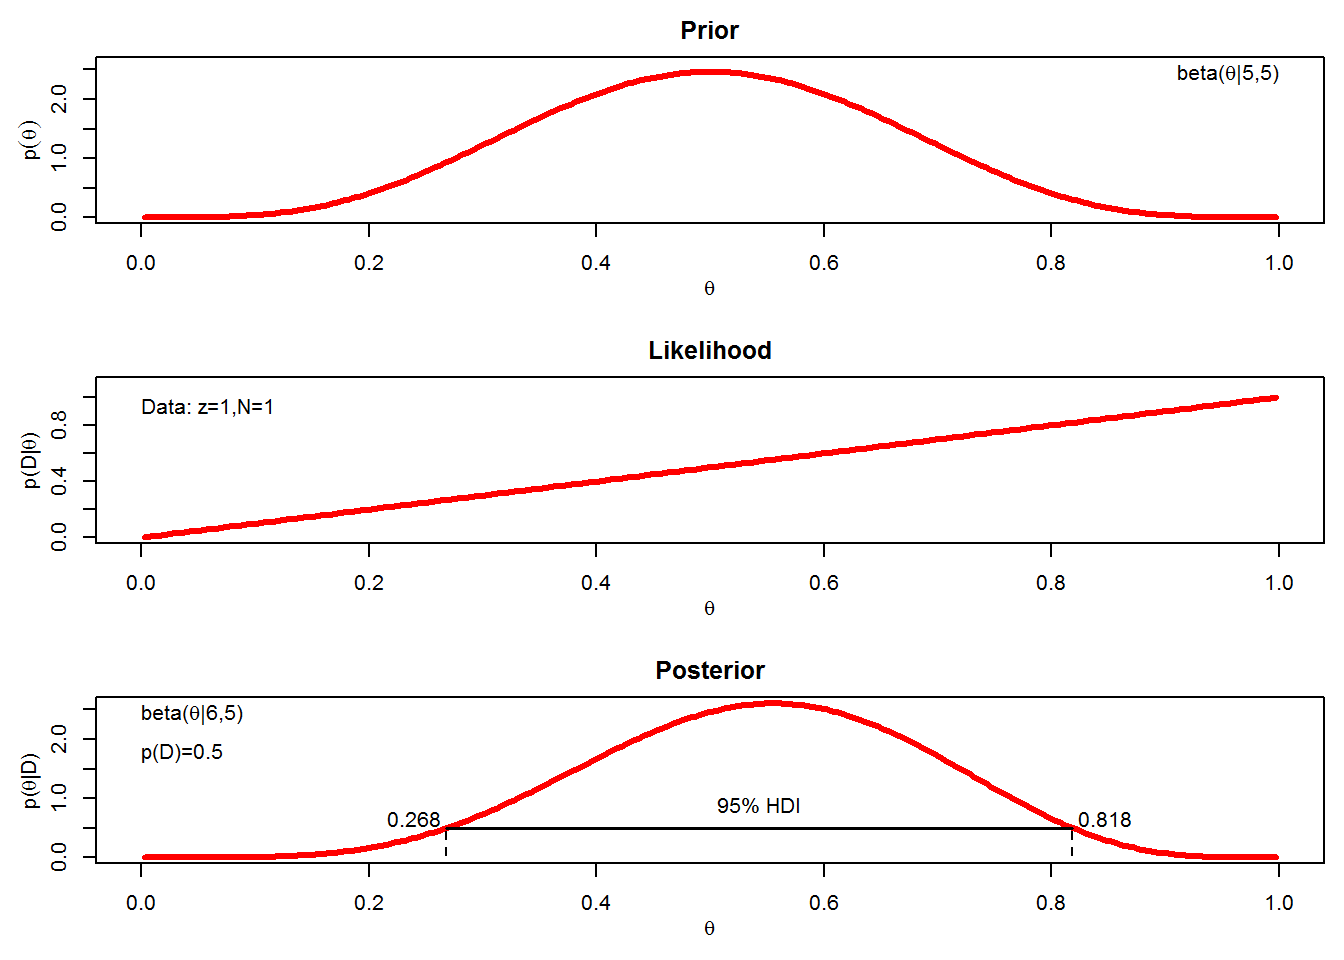 Prior
beta(θ|5,5)
p(θ)
0.0 1.0 2.0
0.0 0.2 0.4 0.6 0.8 1.0
θ
Likelihood
Data: z=1,N=1
p(D|θ)
0.0 0.4 0.8
0.0 0.2 0.4 0.6 0.8 1.0
θ
Posterior
beta(θ|6,5)
p(D)=0.5
p(θ|D)
0.0 1.0 2.0
95% HDI
0.268 0.818
0.0 0.2 0.4 0.6 0.8 1.0
θ